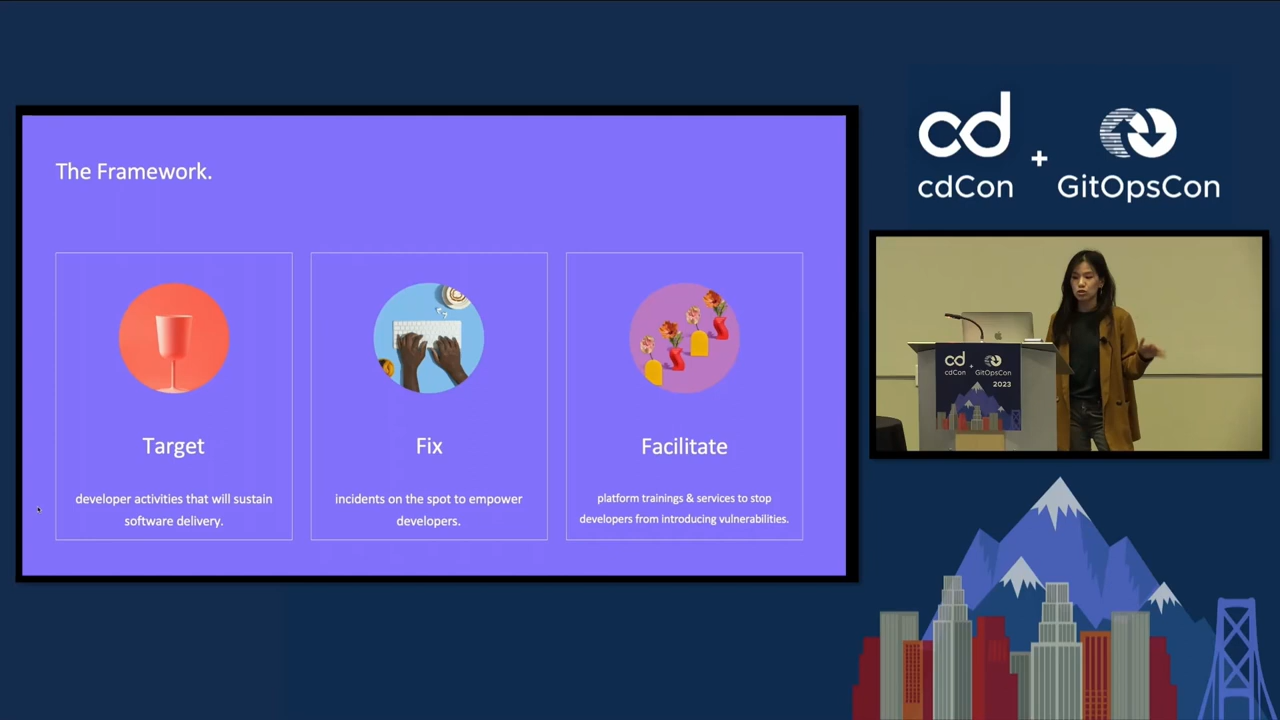 The Framework.
Target
developer activities that will sustain
software delivery.
Fix
incidents on the spot to empower
developers.
Facilitate
platform trainings & services to stop
developers from introducing vulnerabilities.
cd
cdCon
+
GitOpsCon
cd
cdCon
+
GitOpsCon
2023